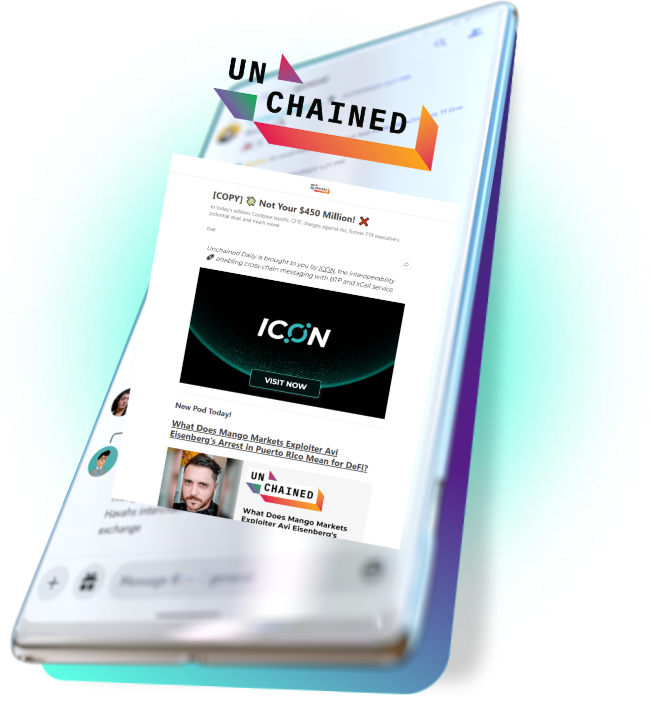 UN
CHAINED
[COPY] 💸 Not Your $450 Million! ❌
In today's edition: Coinbase layoffs, CFTC charges against Avi, former FTX executive's
potential deal, and much more!
Unchained Daily is brought to you by ICON, the interoperability
🚀 enabling cross-chain messaging with BTP and xCall service
ICON
VISIT NOW
New Pod Today!
What Does Mango Markets Exploiter Avi
Eisenberg's Arrest in Puerto Rico Mean for DeFi?
UN
CHAINED
What Does Mango Markets
Exploiter Avi Eisenberg's
exchange
Message
general